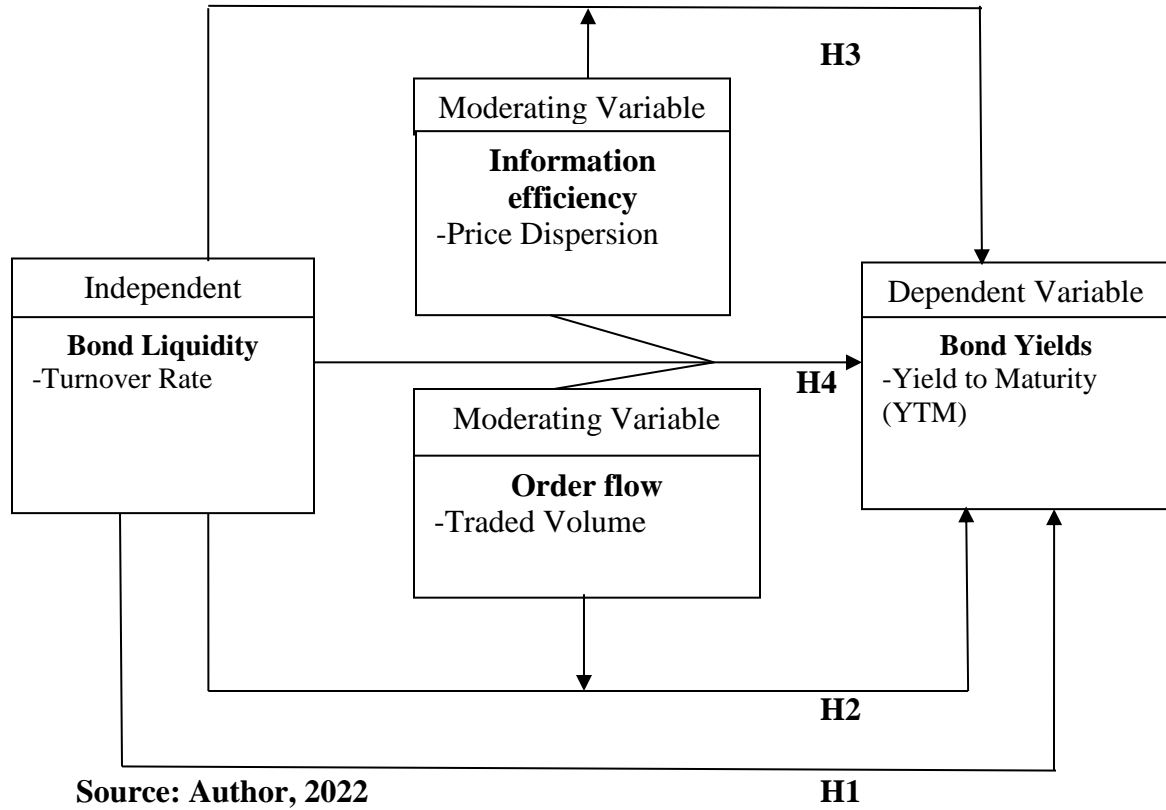 H3
Moderating Variable
Information
efficiency
-Price Dispersion
Independent
Bond Liquidity
-Turnover Rate
Dependent Variable
Bond Yields
-Yield to Maturity
(YTM)
H4
Moderating Variable
Order flow
-Traded Volume
H2
Source: Author, 2022
H1